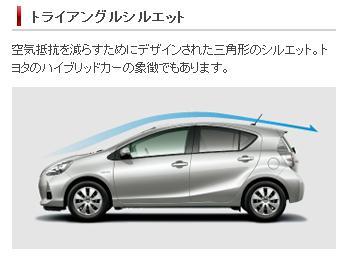 トライアングルシルエット
空気抵抗を減らすためにデザインされた三角形のシルエット。ト
ヨタのハイブリッドカーの象徴でもあります。